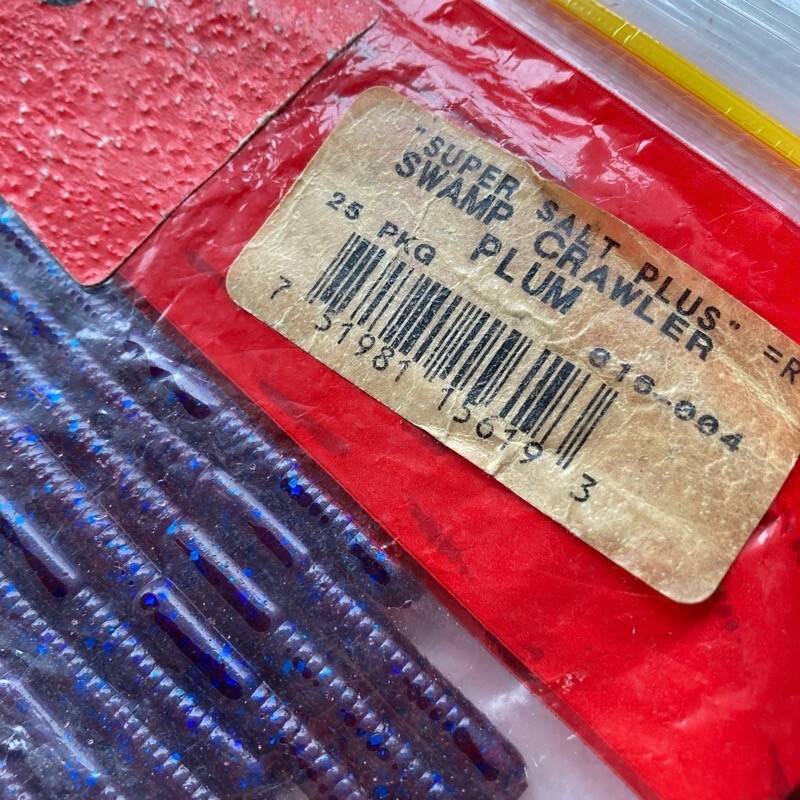 "SUPER SALT PLUS" =R
SWAMP CRAWLER
25 PKG PLUM
016-004
7 51981 15619 3